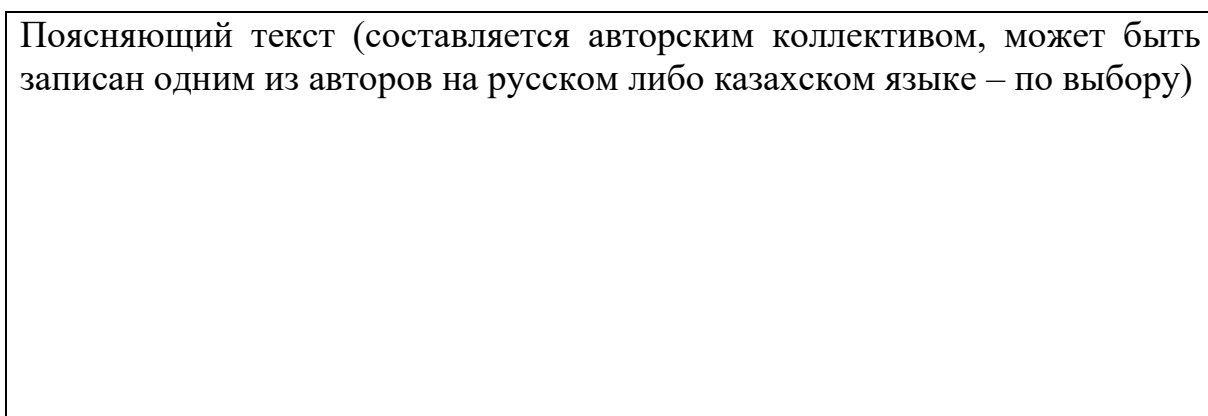 Поясняющий текст (составляется авторским коллективом, может быть
записан одним из авторов на русском либо казахском языке – по выбору)